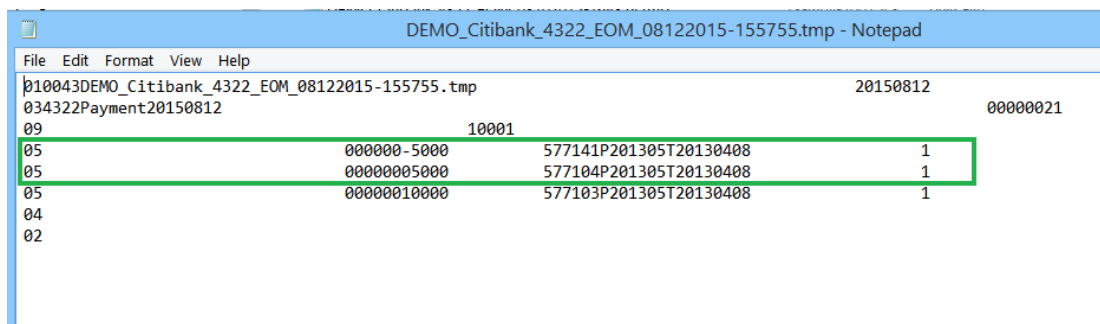 DEMO_Citibank_4322_EOM_08122015-155755.tmp - Notepad
File Edit Format View Help
010043DEMO_Citibank_4322_EOM_08122015-155755.tmp 20150812
034322Payment20150812 00000021
09 10001
05 000000-5000 577141P201305T20130408 1
05 00000005000 577104P201305T20130408 1
05 00000010000 577103P201305T20130408 1
04
02